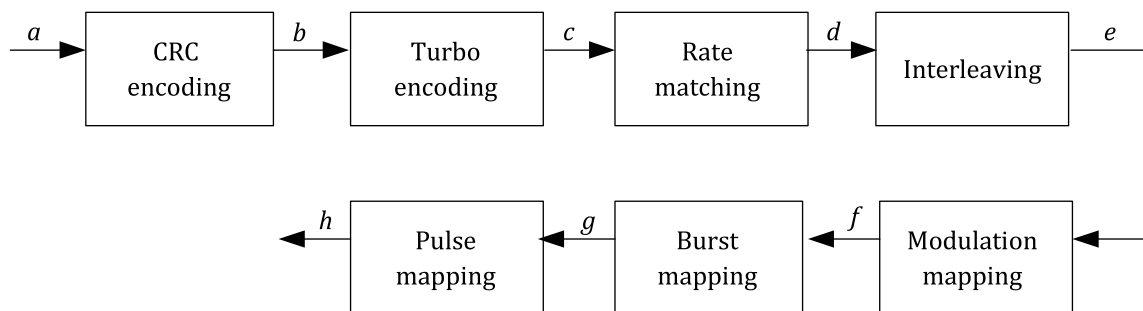 a
CRC
encoding
b
Turbo
encoding
c
Rate
matching
d
Interleaving
e
h
Pulse
mapping
g
Burst
mapping
f
Modulation
mapping